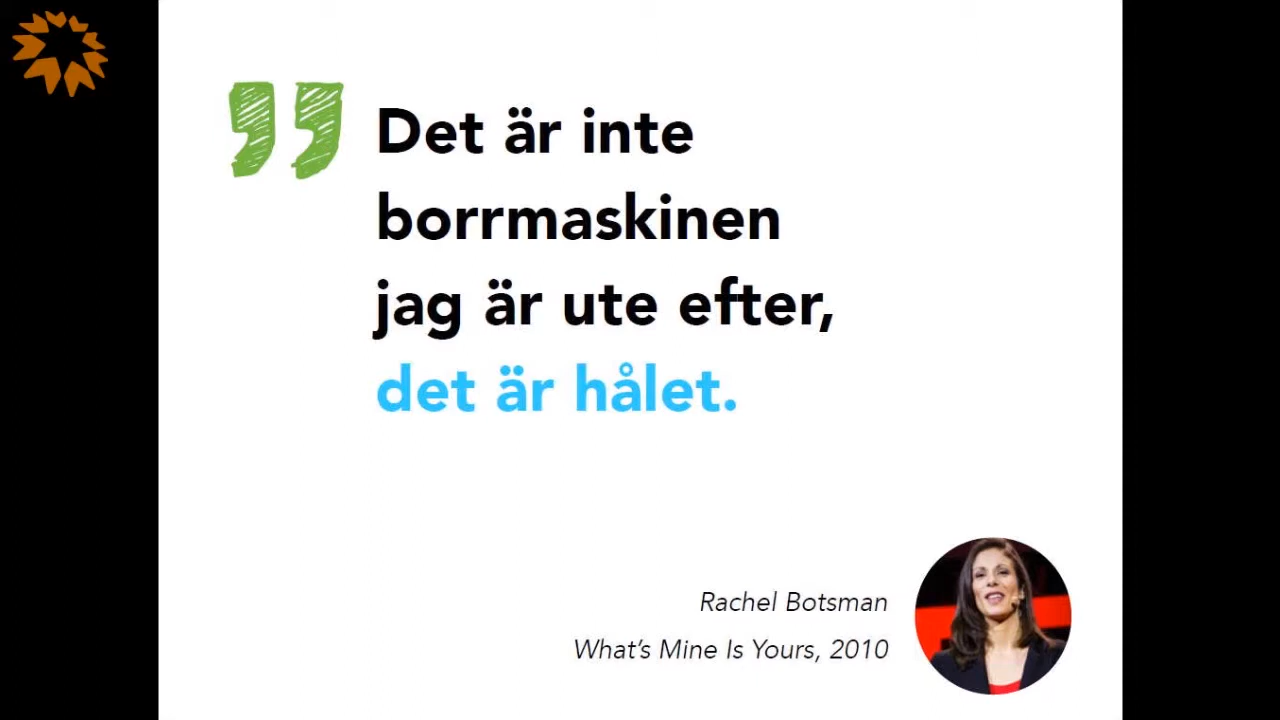 Det är inte
borrmaskinen
jag är ute efter,
det är hålet.
Rachel Botsman
What's Mine Is Yours, 2010